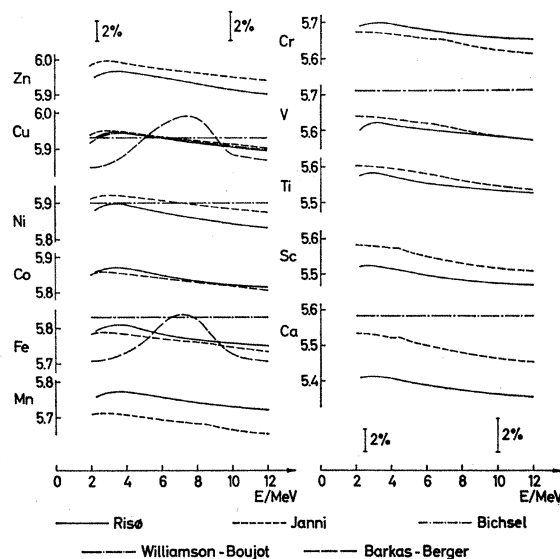 2%
2%
6.0
Zn
5.9
6.0
Cu
5.9
5.9
Ni
5.8
5.9
Co
5.8
5.8
Fe
5.7
5.8
Mn
5.7
0 2 4 6 8 10 12
E/MeV
5.7
Cr
5.7
V
5.6
5.6
Ti
5.5
5.6
Sc
5.5
5.6
Ca
5.5
5.4
2%
2%
0 2 4 6 8 10 12
E/MeV
Risø Janni Bichsel
Williamson-Boujot Barkas-Berger